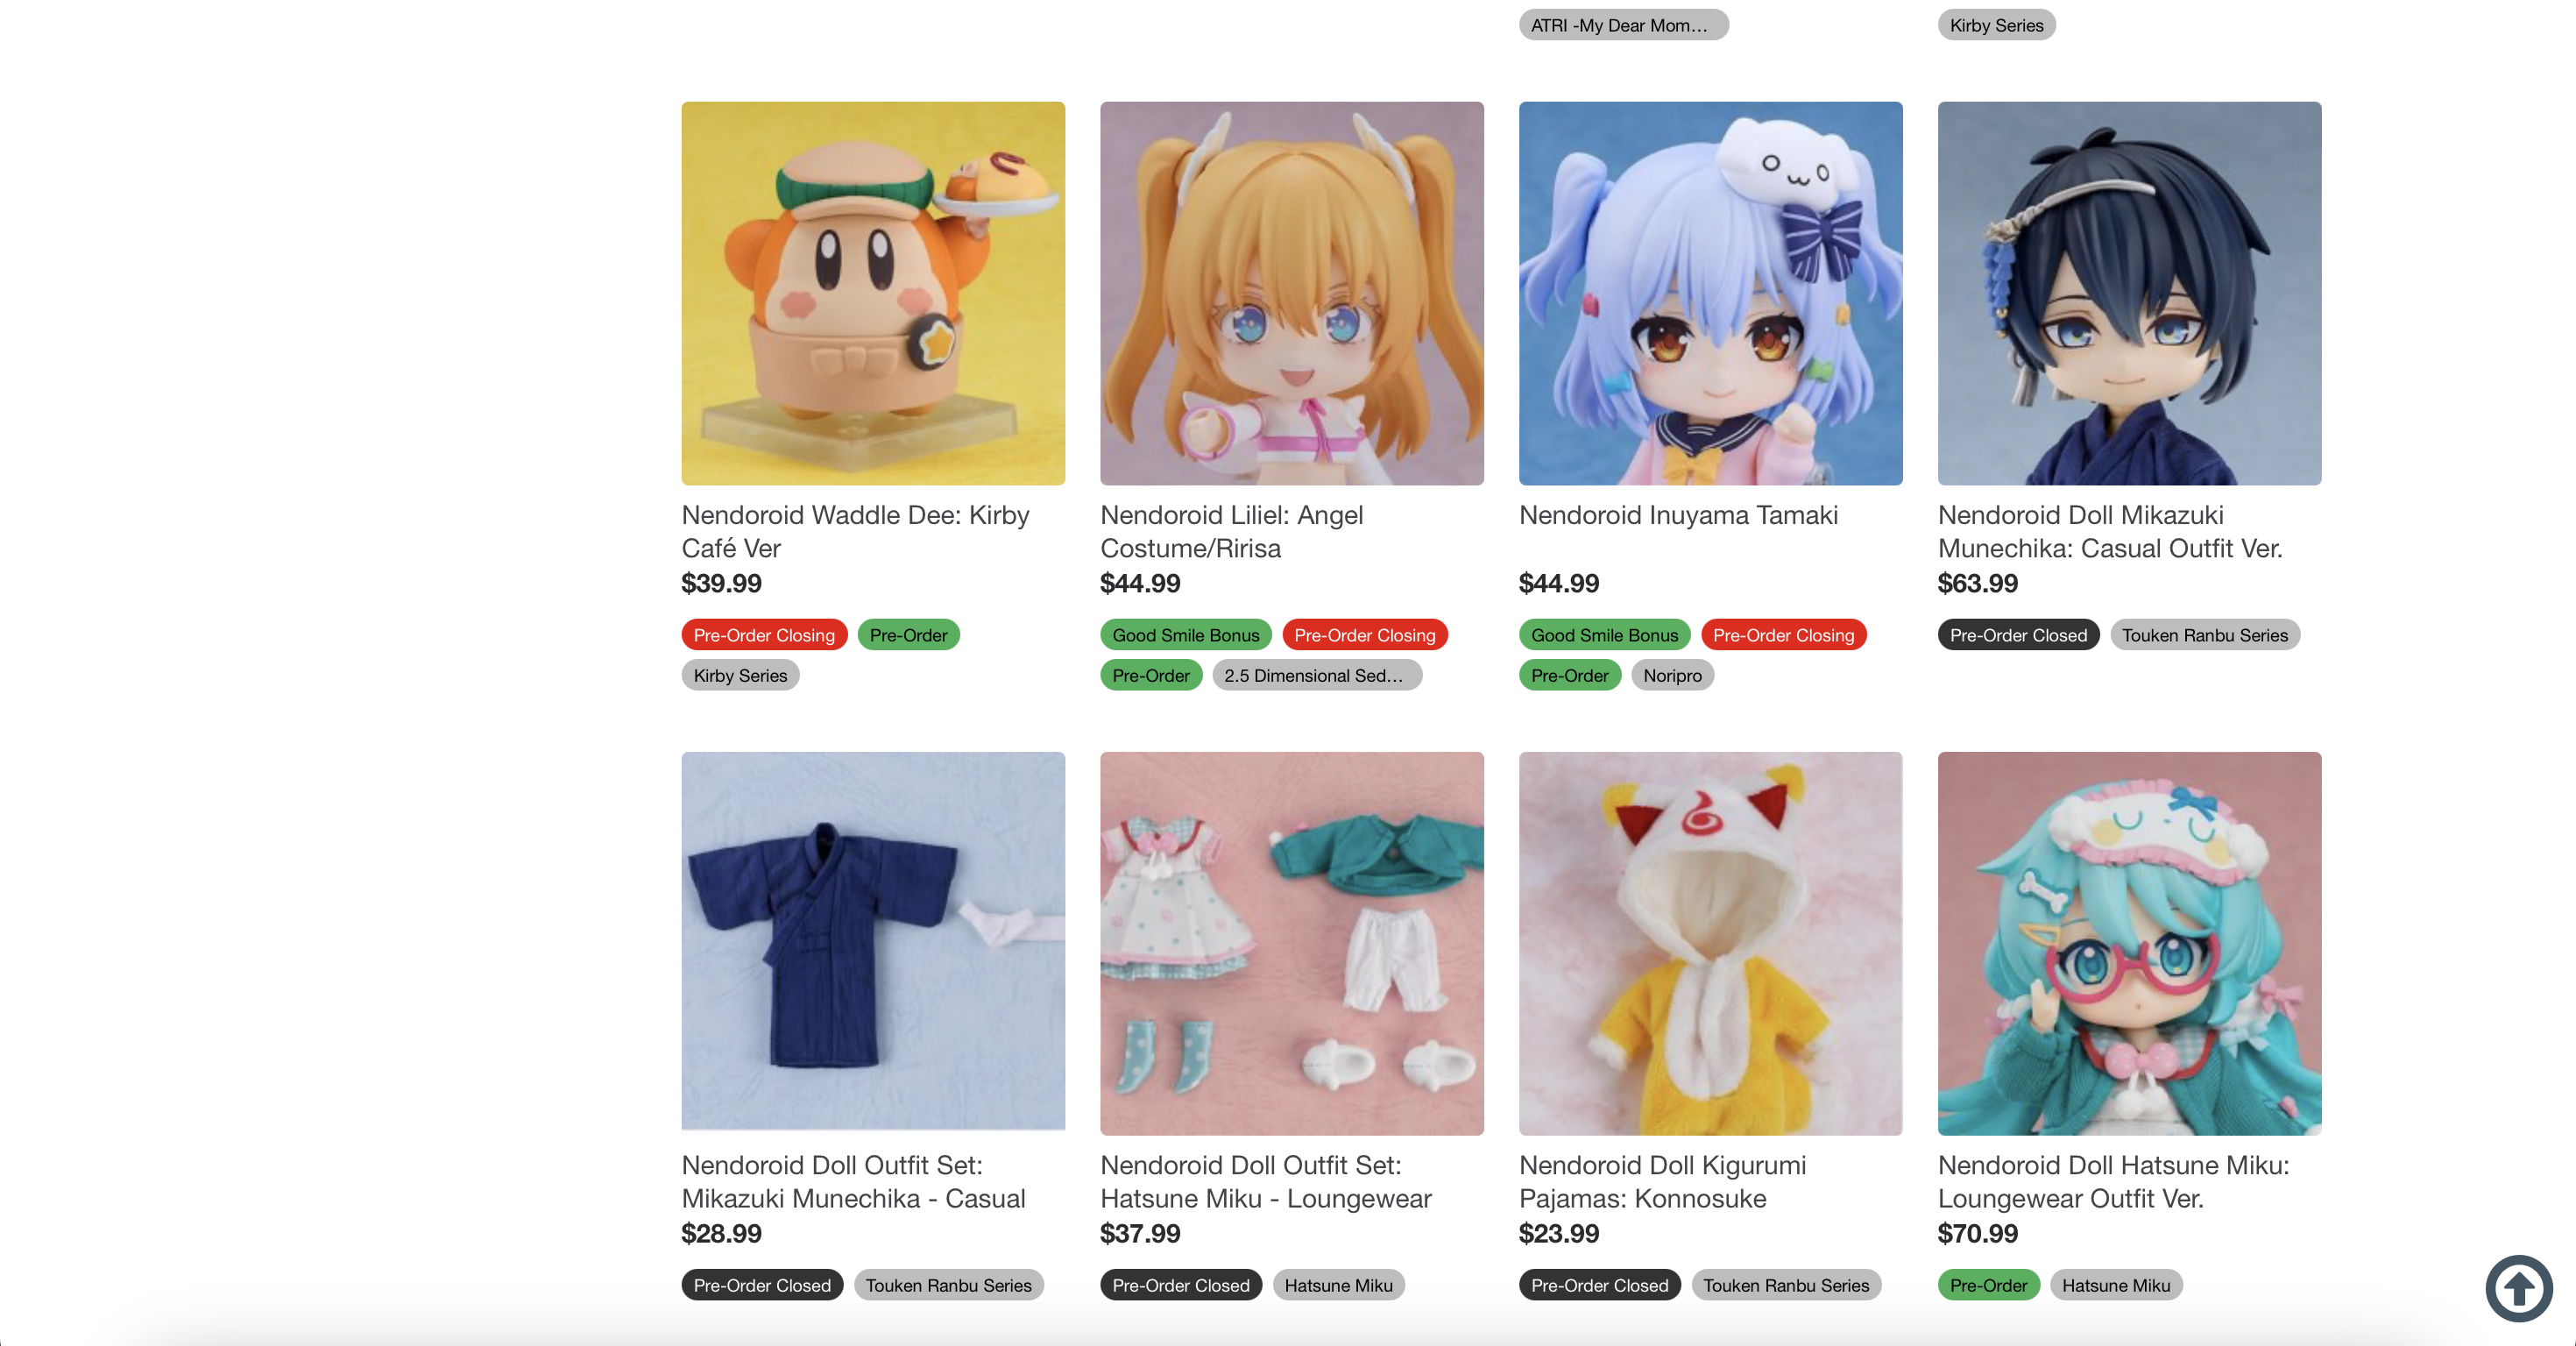 ATRI -My Dear Mom...
Kirby Series
Nendoroid Waddle Dee: Kirby
Café Ver
$39.99
Pre-Order Closing
Pre-Order
Kirby Series
Nendoroid Liliel: Angel
Costume/Ririsa
$44.99
Good Smile Bonus
Pre-Order Closing
Pre-Order
2.5 Dimensional Sed...
Nendoroid Inuyama Tamaki
$44.99
Good Smile Bonus
Pre-Order Closing
Pre-Order
Noripro
Nendoroid Doll Mikazuki
Munechika: Casual Outfit Ver.
$63.99
Pre-Order Closed
Touken Ranbu Series
Nendoroid Doll Outfit Set:
Mikazuki Munechika - Casual
$28.99
Pre-Order Closed
Touken Ranbu Series
Nendoroid Doll Outfit Set:
Hatsune Miku - Loungewear
$37.99
Pre-Order Closed
Hatsune Miku
Nendoroid Doll Kigurumi
Pajamas: Konnosuke
$23.99
Pre-Order Closed
Touken Ranbu Series
Nendoroid Doll Hatsune Miku:
Loungewear Outfit Ver.
$70.99
Pre-Order
Hatsune Miku